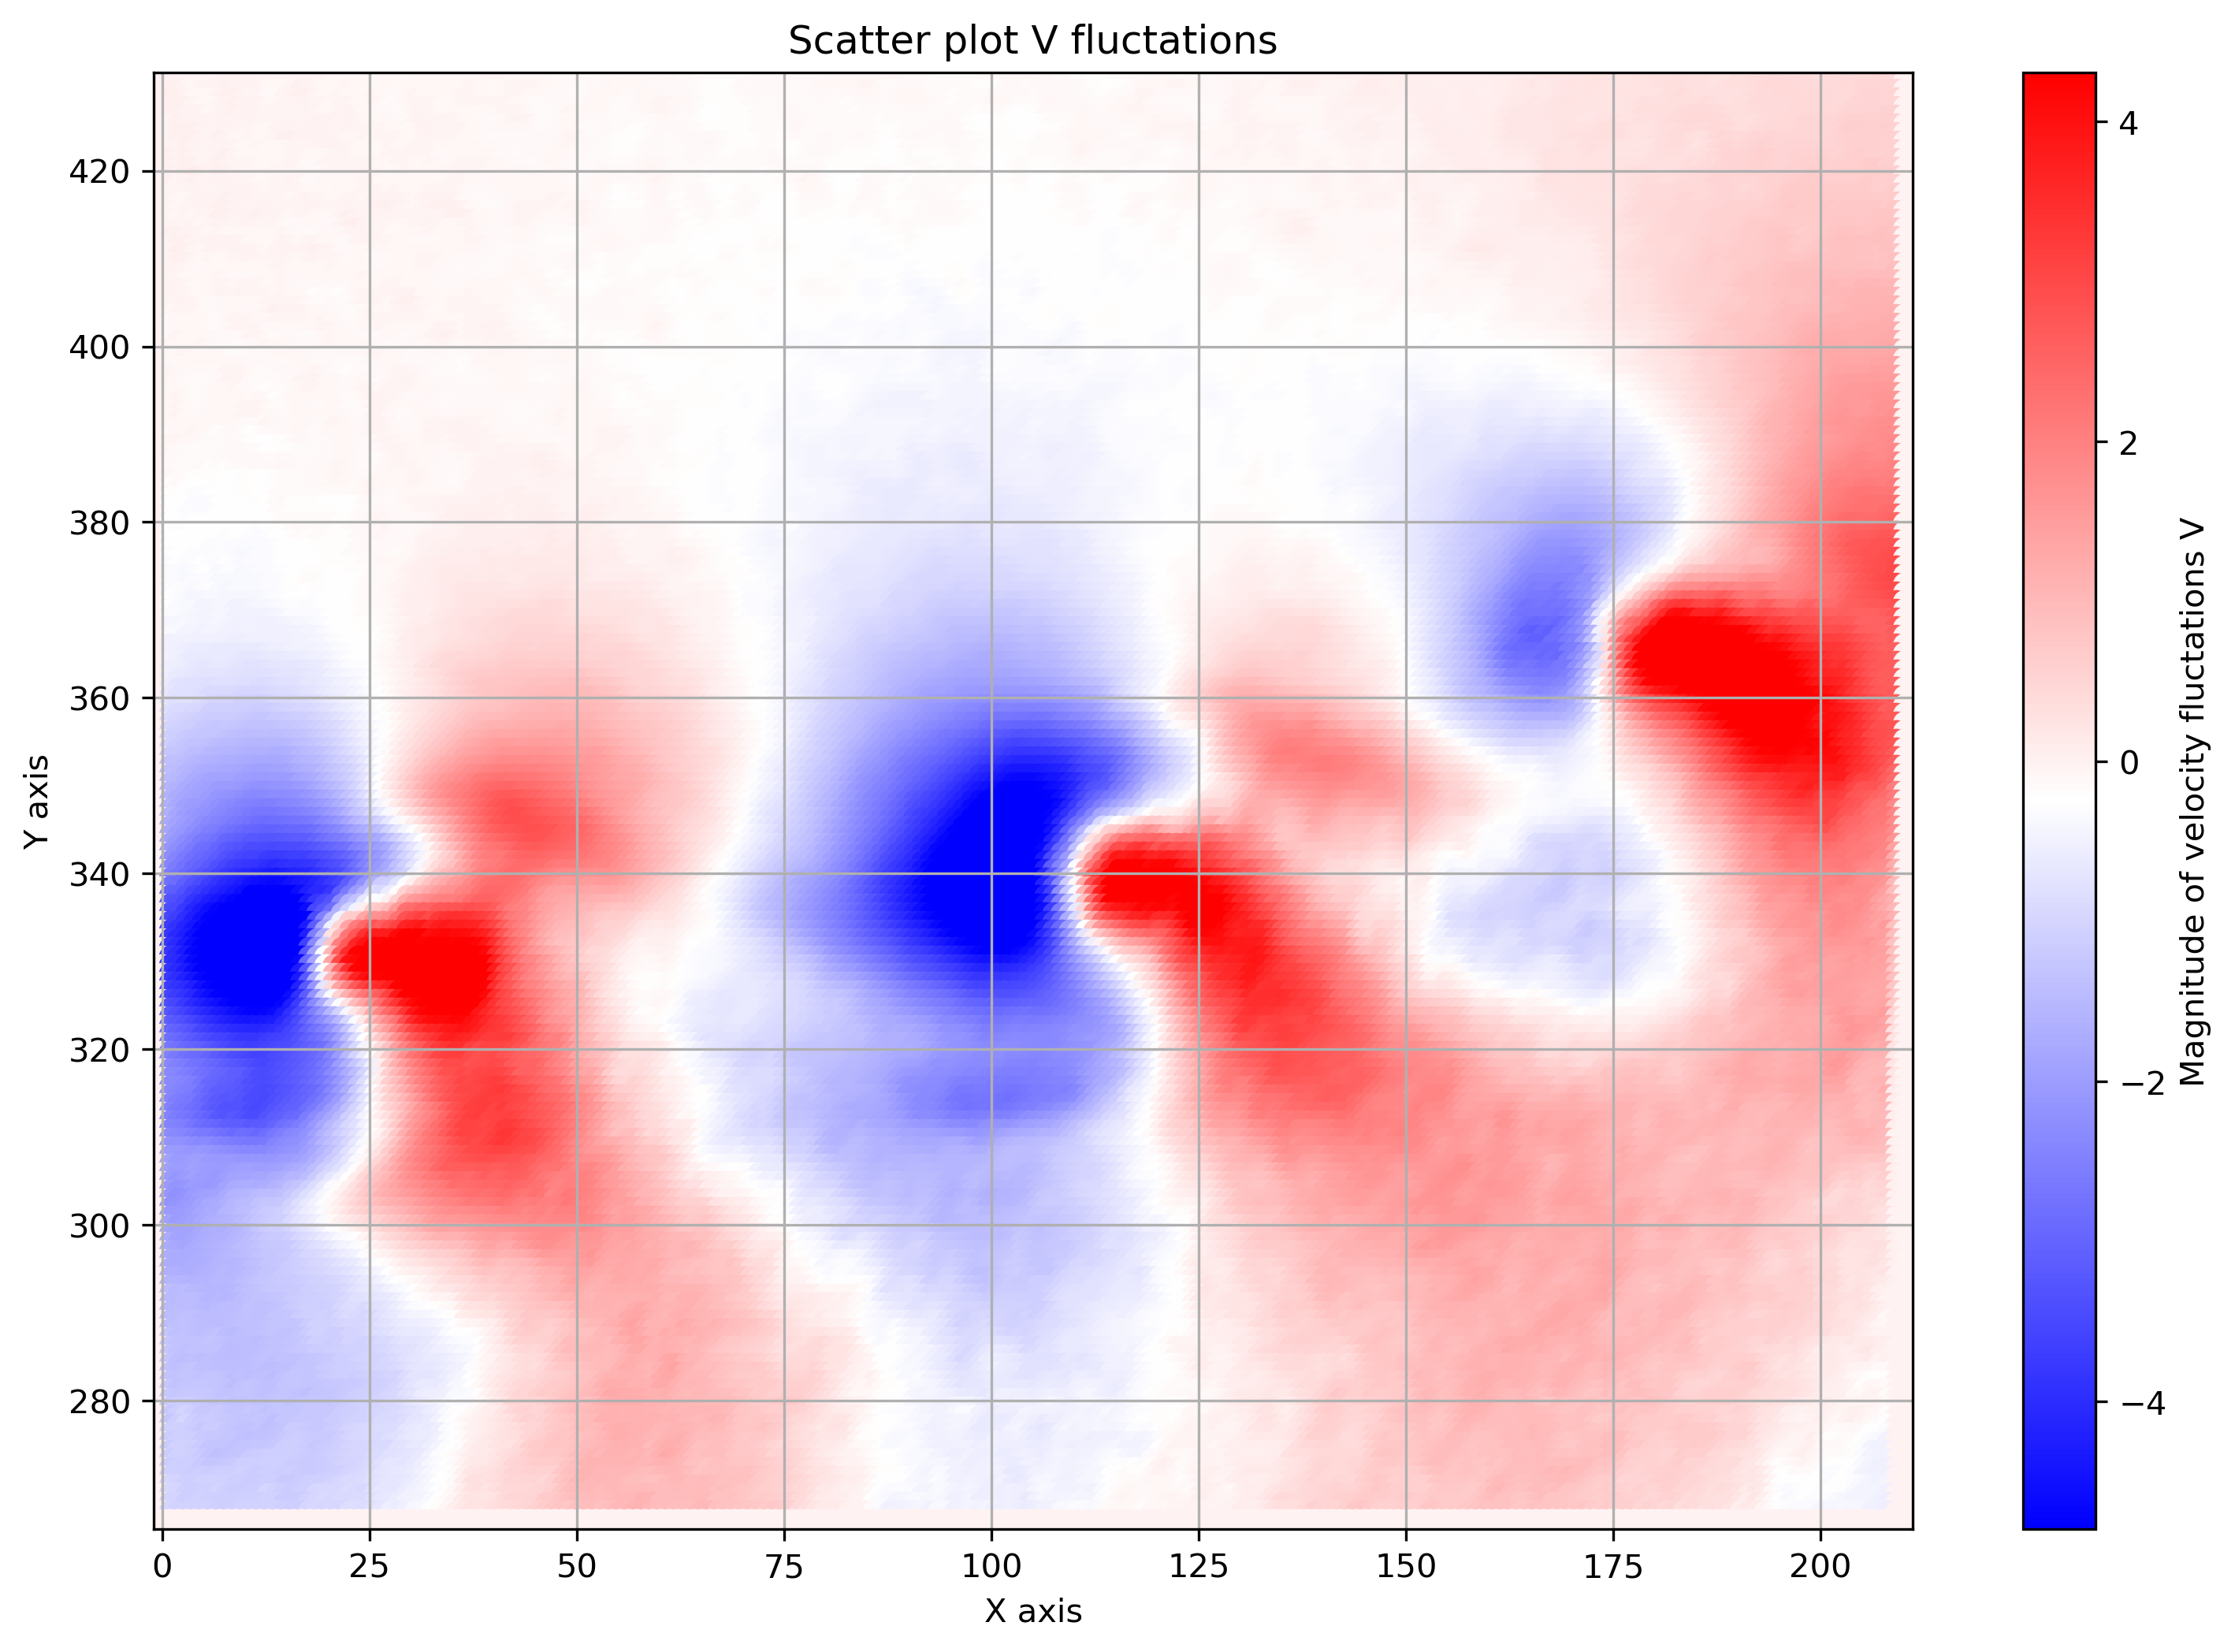 Scatter plot V fluctations
420
400
380
360
340
320
300
280
Y axis
0 25 50 75 100 125 150 175 200
X axis
4
2
0
−2
−4
Magnitude of velocity fluctations V